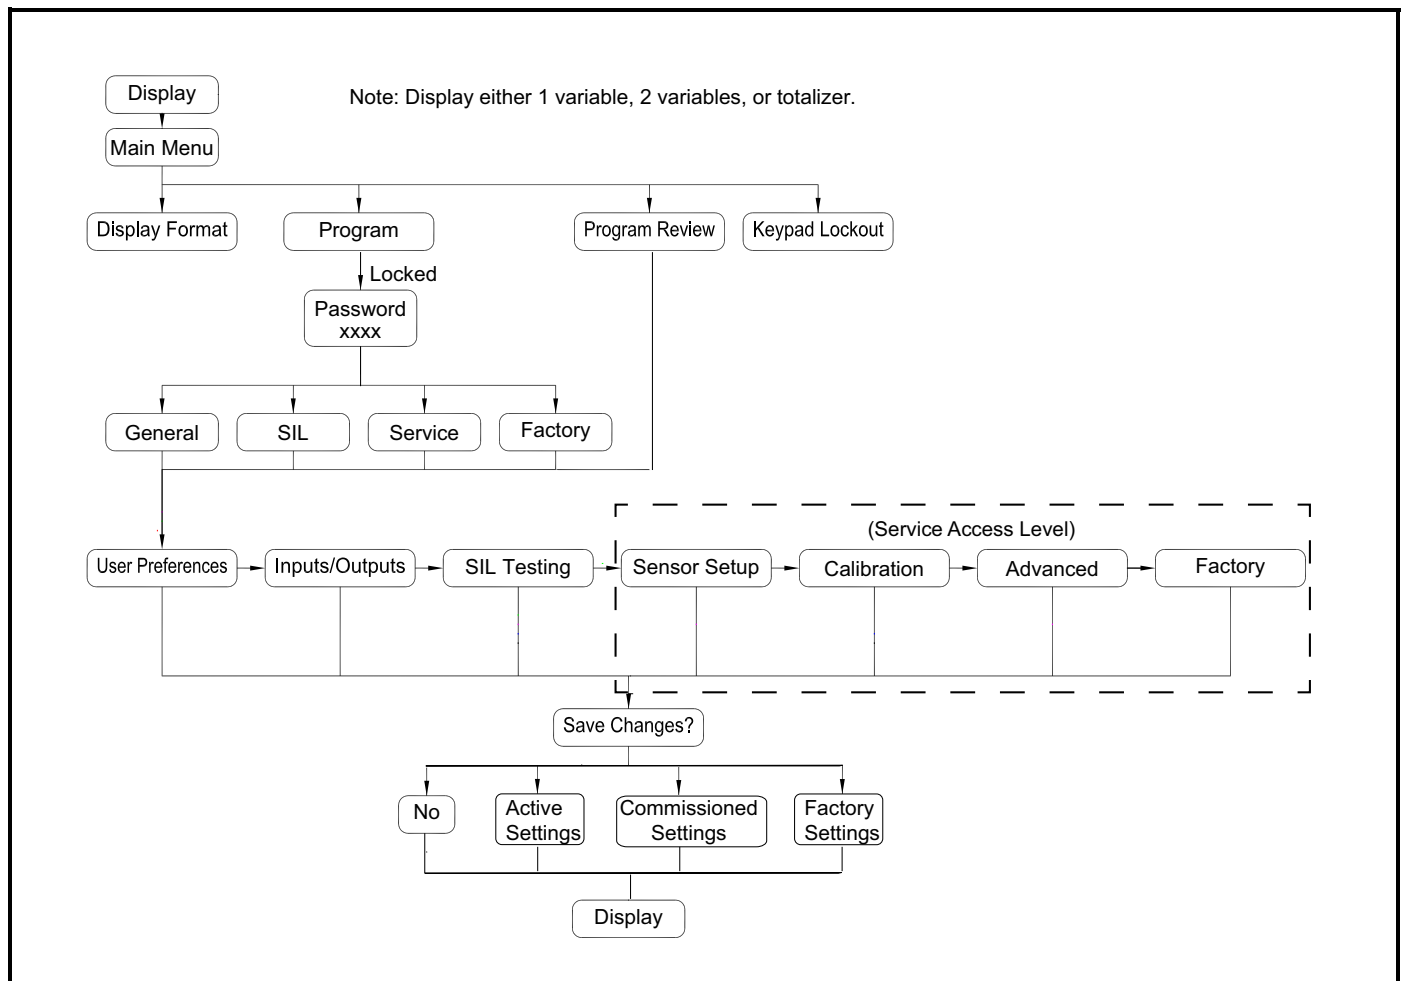 Display
Note: Display either 1 variable, 2 variables, or totalizer.
Main Menu
Display Format
Program
Program Review
Keypad Lockout
Locked
Password
xxxx
General
SIL
Service
Factory
(Service Access Level)
User Preferences
Inputs/Outputs
SIL Testing
Sensor Setup
Calibration
Advanced
Factory
Save Changes?
No
Active
Settings
Commissioned
Settings
Factory
Settings
Display